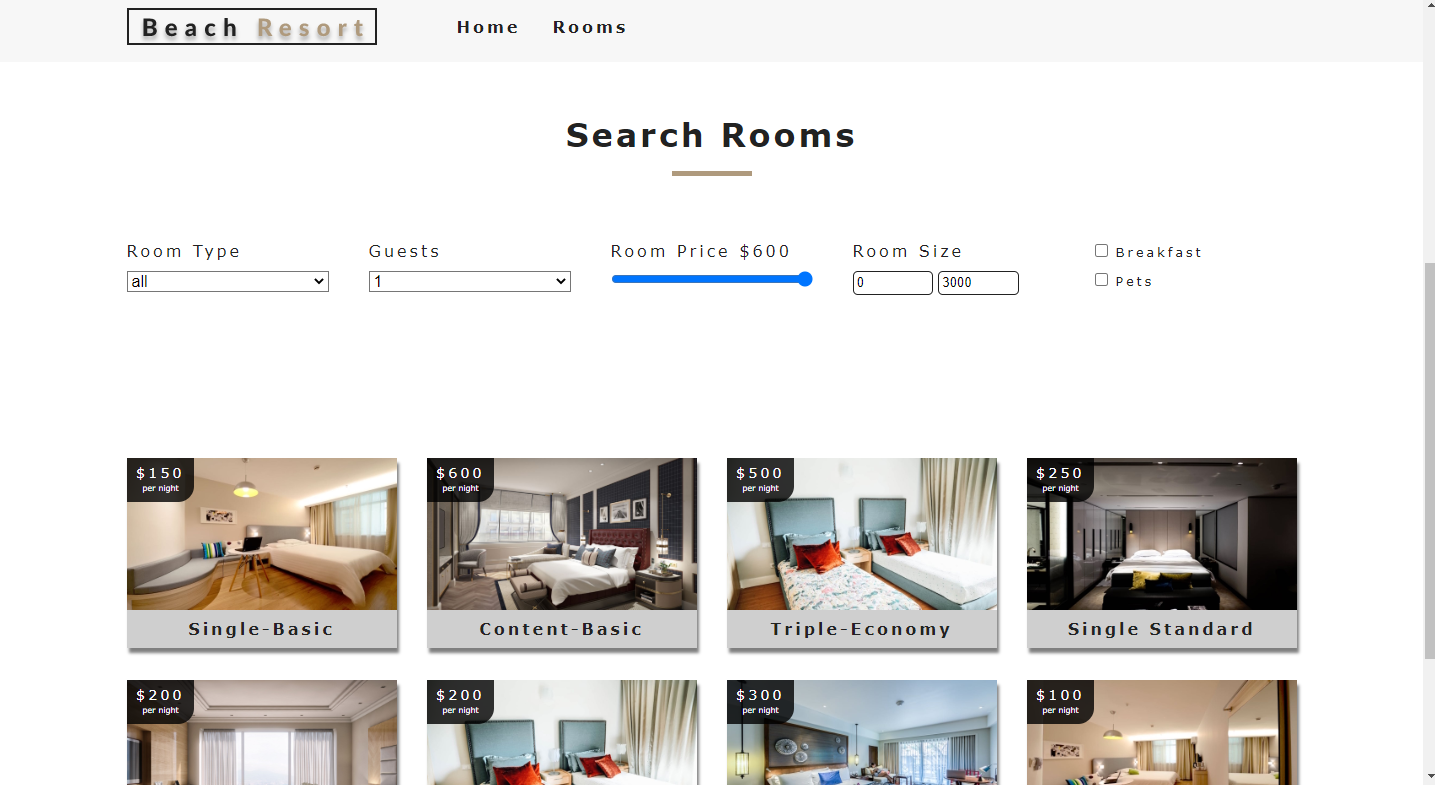 Beach Resort
Home Rooms
Search Rooms
Room Type Guests Room Price $600 Room Size Breakfast
all 1 0 3000 Pets
$150 $600 $500 $250
per night per night per night per night
Single-Basic Content-Basic Triple-Economy Single Standard
$200 $200 $300 $100
per night per night per night per night